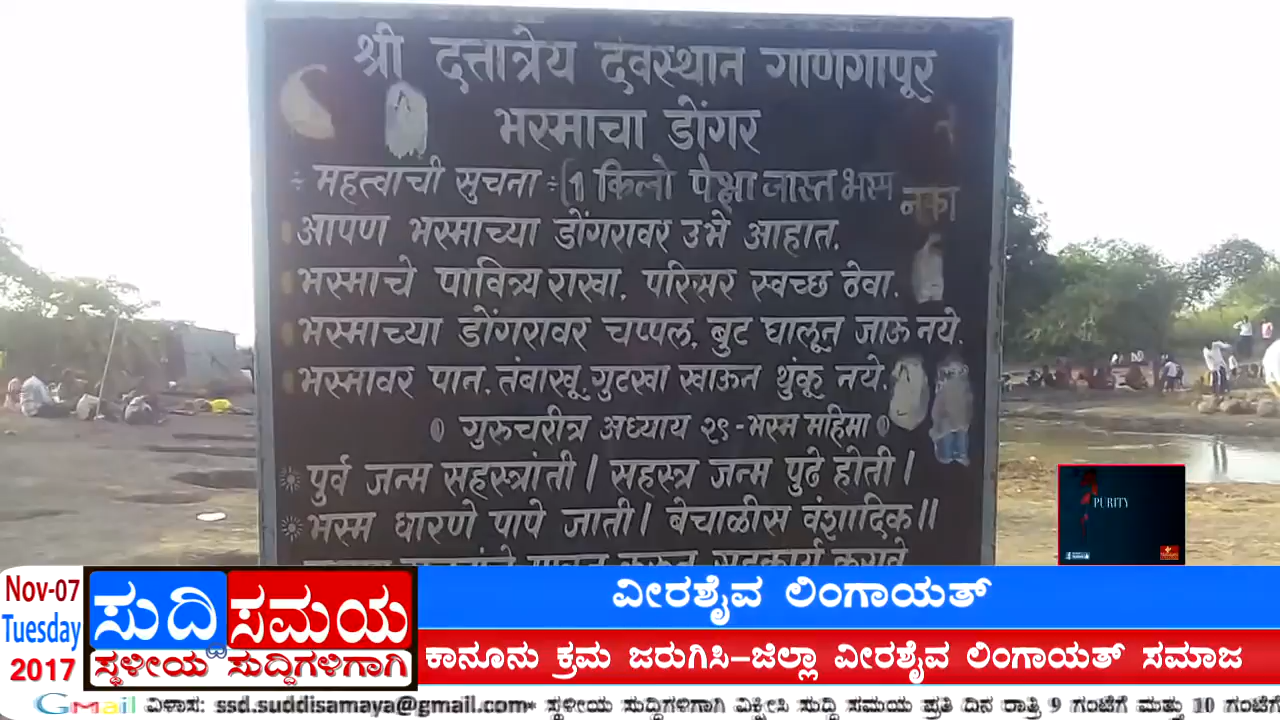 श्री दत्तात्रेय देवस्थान गाणगापूर
भस्माचा डोंगर
महत्वाची सुचना ÷ (1 किलो पेक्षा जास्त भस्म नका
आपण भस्माच्या डोंगरावर उभे आहात.
भस्माचे पावित्र्य राखा. परिसर स्वच्छ ठेवा.
भस्माच्या डोंगरावर चप्पल, बुट घालून जाऊ नये.
भस्मावर पान, तंबाखू, गुटखा खाऊन थुंकू नये.
गुरुचरीत्र अध्याय २९ - भस्म महिमा
पुर्व जन्म सहस्त्रांती । सहस्त्र जन्म पुढे होती ।
भस्म धारणे पापे जाती । बेचाळीस वंशादिक ॥
PURITY
Nov-07
Tuesday
2017
ಸುದ್ದಿ ಸಮಯ
ಸ್ಥಳೀಯ ಸುದ್ದಿಗಳಿಗಾಗಿ
ವೀರಶೈವ ಲಿಂಗಾಯತ್
ಕಾನೂನು ಕ್ರಮ ಜರುಗಿಸಿ–ಜಿಲ್ಲಾ ವೀರಶೈವ ಲಿಂಗಾಯತ್ ಸಮಾಜ
Gmail ವಿಳಾಸ: ssd.suddisamaya@gmail.com* ಸ್ಥಳೀಯ ಸುದ್ದಿಗಳಿಗಾಗಿ ವಿಕ್ಷೀಸಿ ಸುದ್ದಿ ಸಮಯ ಪ್ರತಿ ದಿನ ರಾತ್ರಿ 9 ಗಂಟೆಗೆ ಮತ್ತು 10 ಗಂಟೆಗೆ